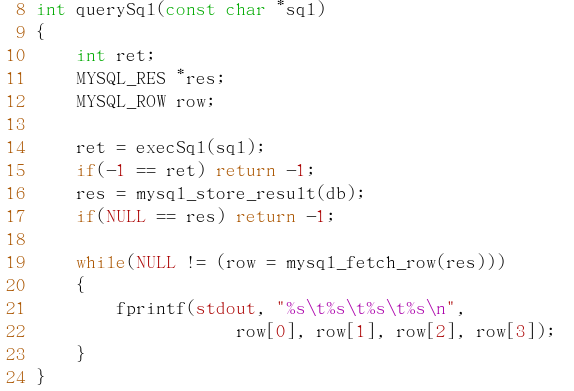 8 int querySql(const char *sql)
9 {
10     int ret;
11     MYSQL_RES *res;
12     MYSQL_ROW row;
13
14     ret = execSql(sql);
15     if(-1 == ret) return -1;
16     res = mysql_store_result(db);
17     if(NULL == res) return -1;
18
19     while(NULL != (row = mysql_fetch_row(res)))
20     {
21         fprintf(stdout, "%s\t%s\t%s\t%s\n",
22                     row[0], row[1], row[2], row[3]);
23     }
24 }